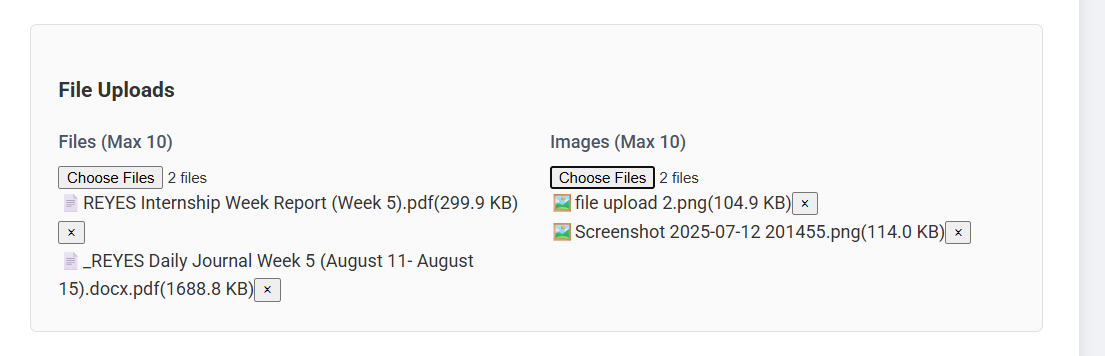 File Uploads
Files (Max 10)
Choose Files 2 files
REYES Internship Week Report (Week 5).pdf(299.9 KB)
×
_REYES Daily Journal Week 5 (August 11- August
15).docx.pdf(1688.8 KB) ×
Images (Max 10)
Choose Files 2 files
file upload 2.png(104.9 KB) ×
Screenshot 2025-07-12 201455.png(114.0 KB) ×